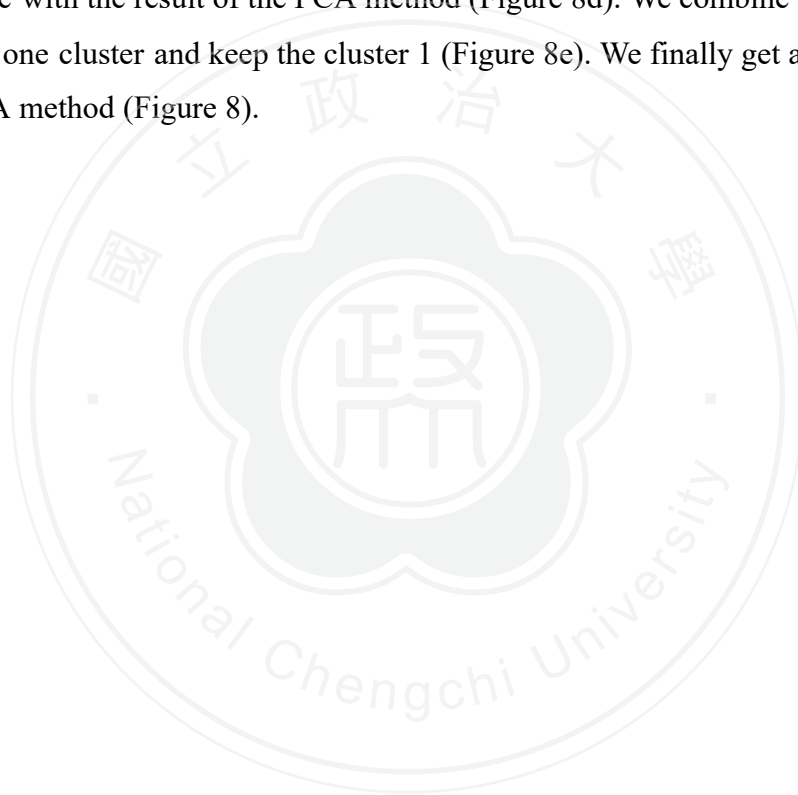 with the result of the PCA method (Figure 8d). We combine
one cluster and keep the cluster 1 (Figure 8e). We finally get a
A method (Figure 8).
國立政治大學
政
National Chengchi University